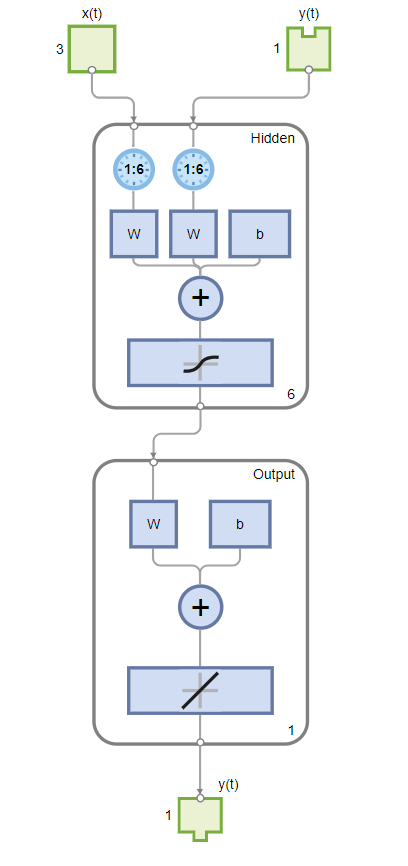 x(t) y(t)
3 1
Hidden
1:6 1:6
W W b
+
6
Output
W b
+
1
y(t)
1